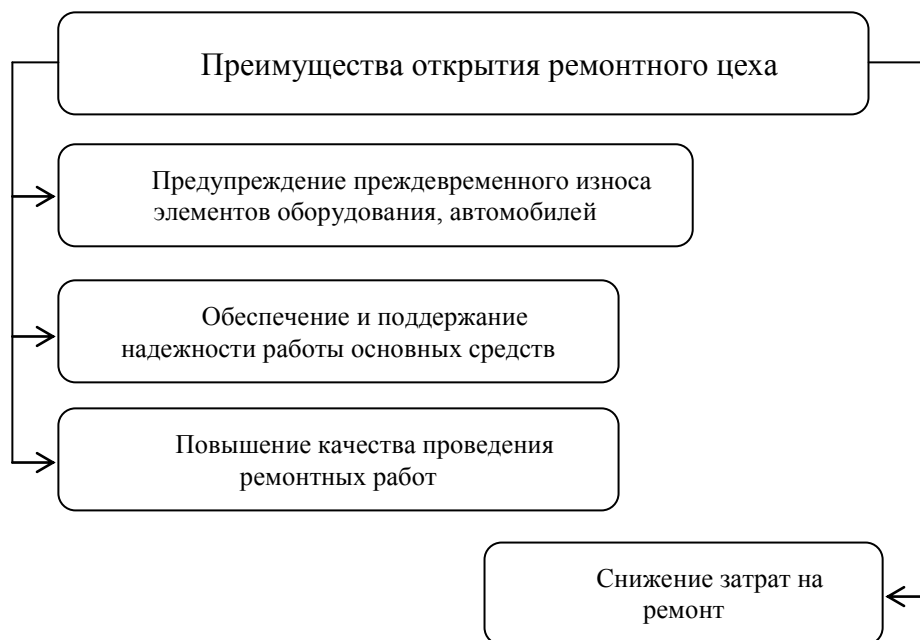 Преимущества открытия ремонтного цеха
Предупреждение преждевременного износа
элементов оборудования, автомобилей
Обеспечение и поддержание
надежности работы основных средств
Повышение качества проведения
ремонтных работ
Снижение затрат на
ремонт